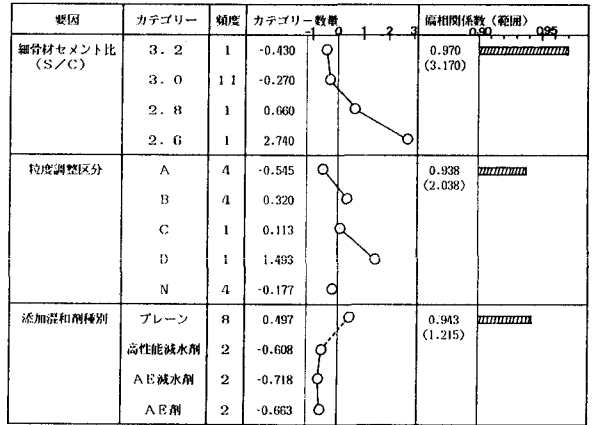 要因 カテゴリー 頻度 カテゴリー数量 偏相関係数（範囲）
-1 0 1 2 3 0.90 0.95
細骨材セメント比 3.2 1 -0.430 0.970
（S／C） (3.170)
3.0 11 -0.270
2.8 1 0.660
2.6 1 2.740
粒度調整区分 A 4 -0.545 0.938
(2.038)
B 4 0.320
C 1 0.113
D 1 1.493
N 4 -0.177
添加混和剤種別 プレーン 8 0.497 0.943
(1.215)
高性能減水剤 2 -0.608
AE減水剤 2 -0.718
AE剤 2 -0.663